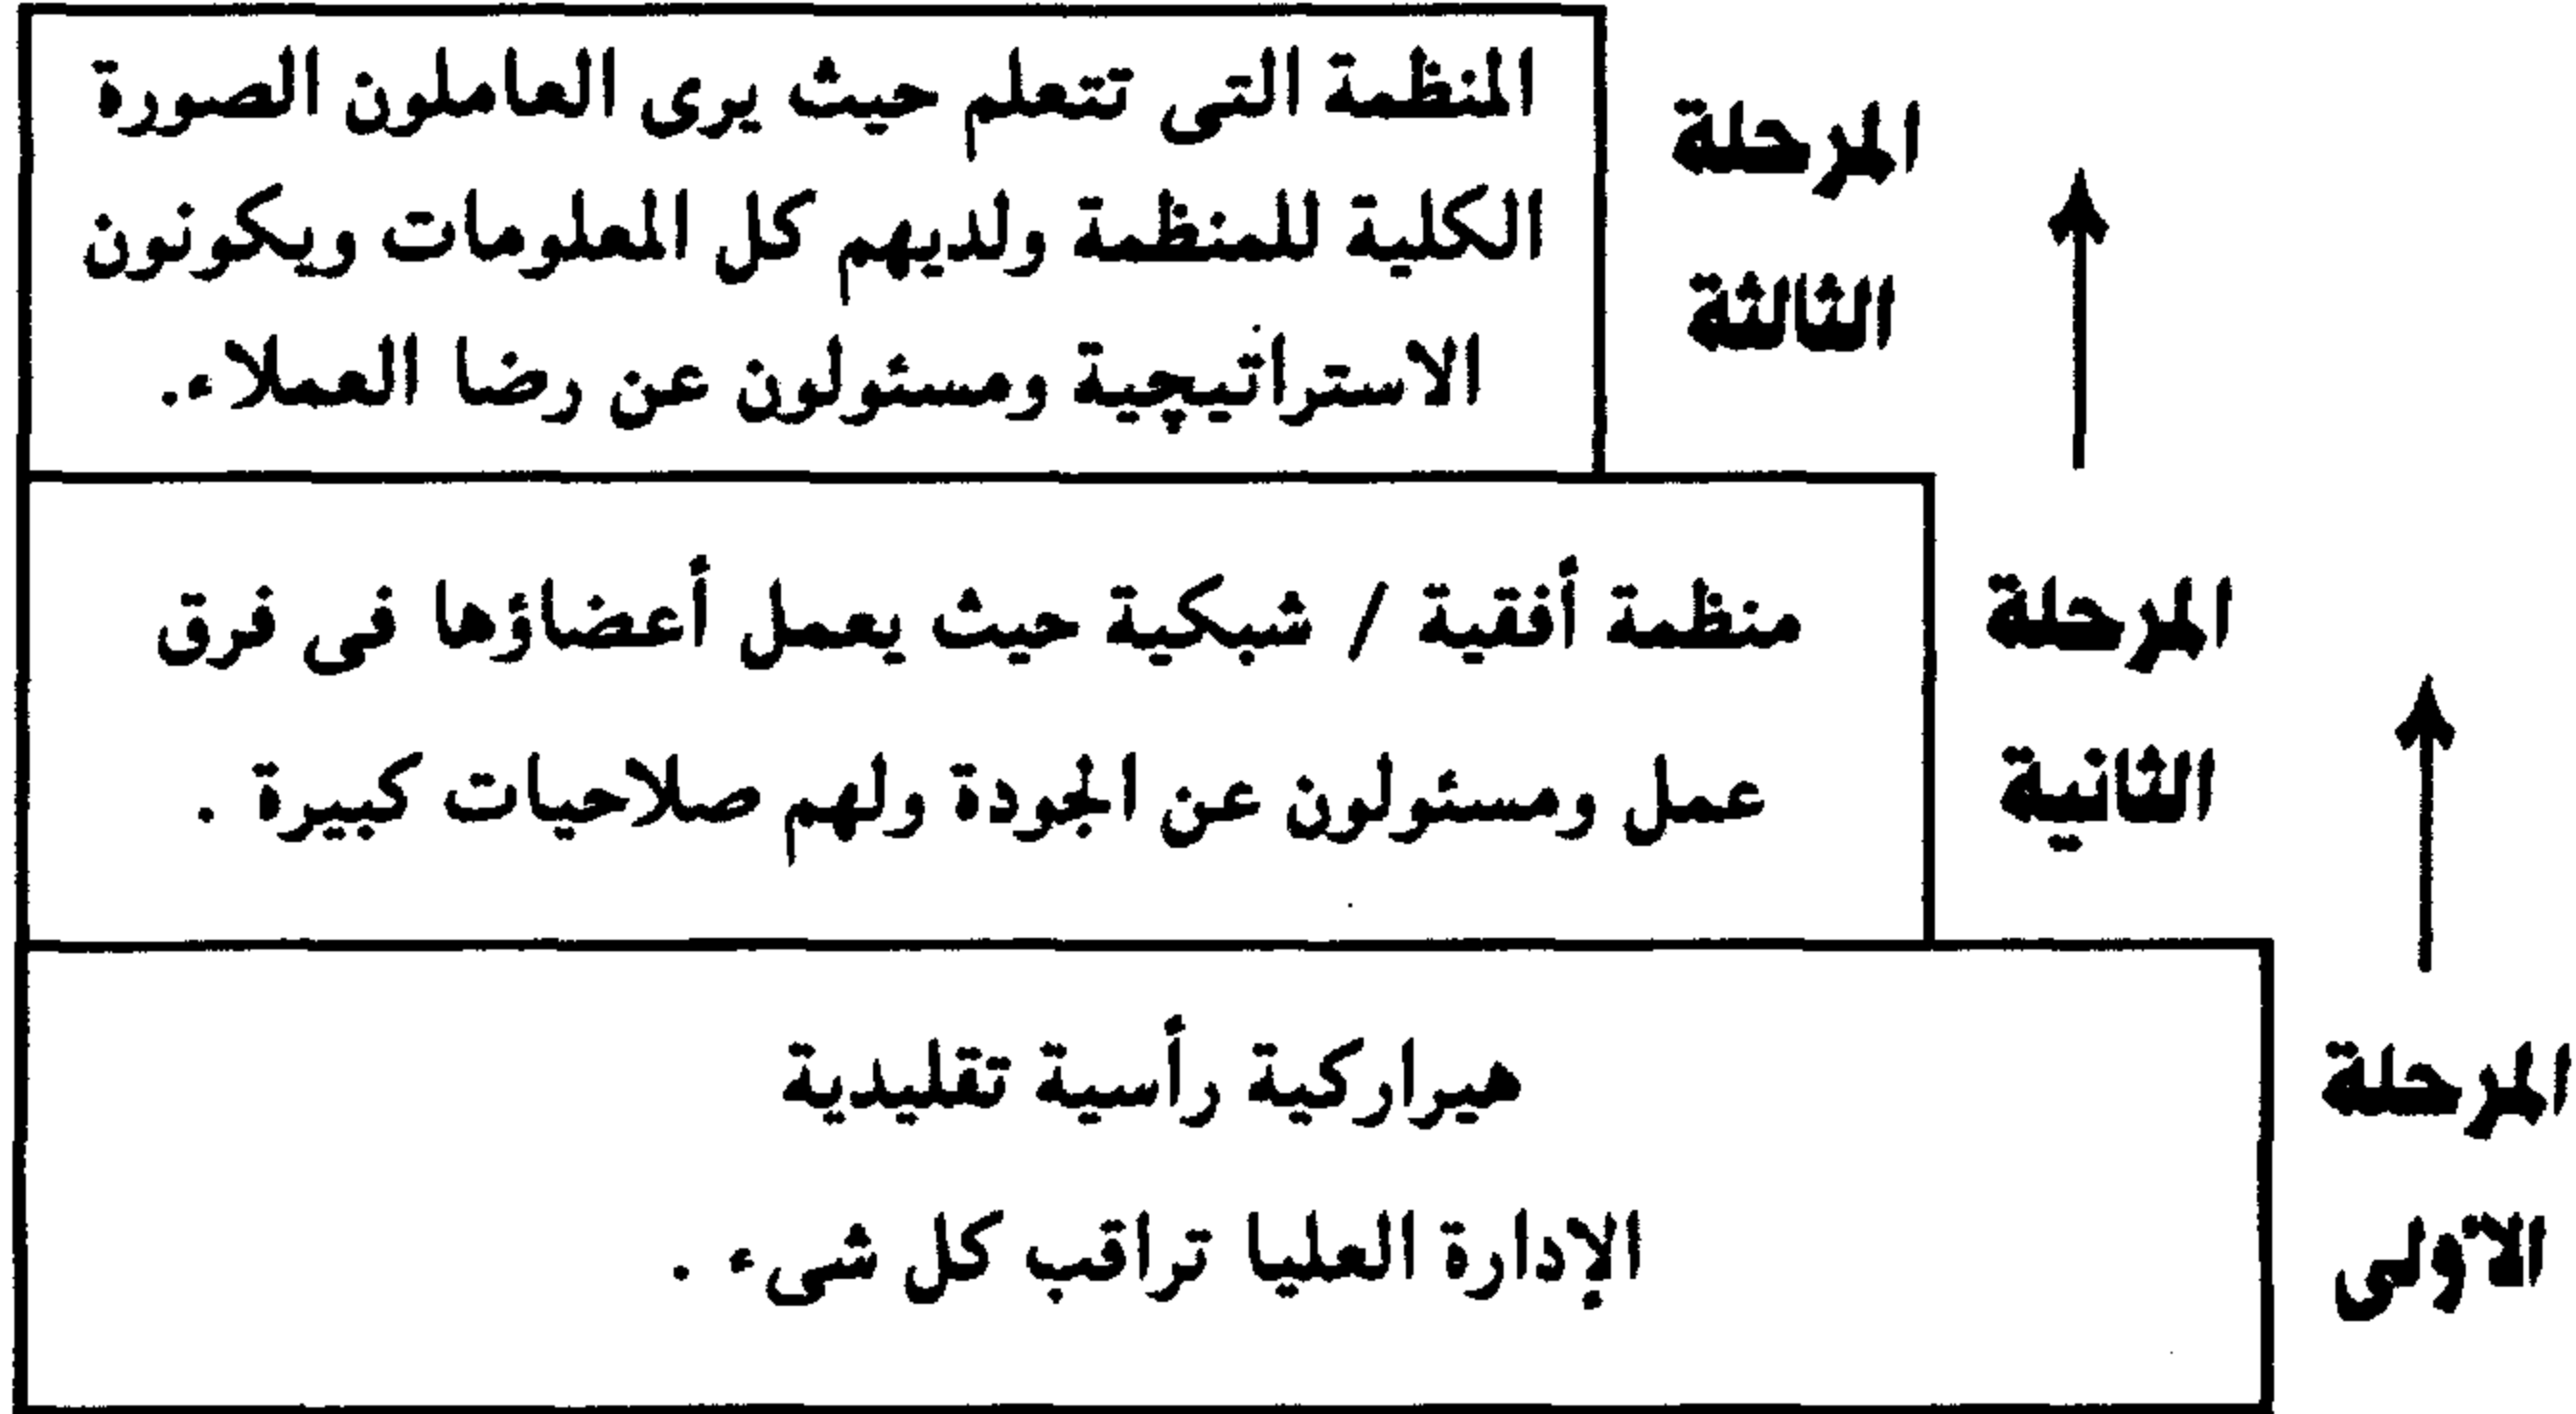 المنظمة التى تتعلم حيث يرى العاملون الصورة
الكلية للمنظمة ولديهم كل المعلومات ويكونون
الاستراتيچية ومسئولون عن رضا العملاء.
المرحلة
الثالثة
منظمة أفقية / شبكية حيث يعمل أعضاؤها فى فرق
عمل ومسئولون عن الجودة ولهم صلاحيات كبيرة .
المرحلة
الثانية
هيراركية رأسية تقليدية
الإدارة العليا تراقب كل شىء .
المرحلة
الأولى